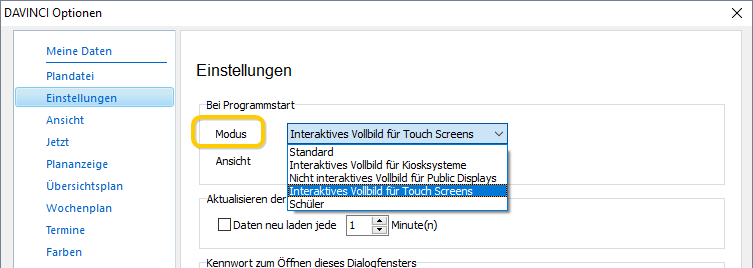 DAVINCI Optionen
Meine Daten
Plandatei
Einstellungen
Ansicht
Jetzt
Plananzeige
Übersichtsplan
Wochenplan
Termine
Farben
Einstellungen
Bei Programmstart
Modus
Interaktives Vollbild für Touch Screens
Standard
Interaktives Vollbild für Kiosksysteme
Nicht interaktives Vollbild für Public Displays
Interaktives Vollbild für Touch Screens
Schüler
Ansicht
Aktualisieren der
Daten neu laden jede 1 Minute(n)
Kennwort zum Öffnen dieses Dialogfensters